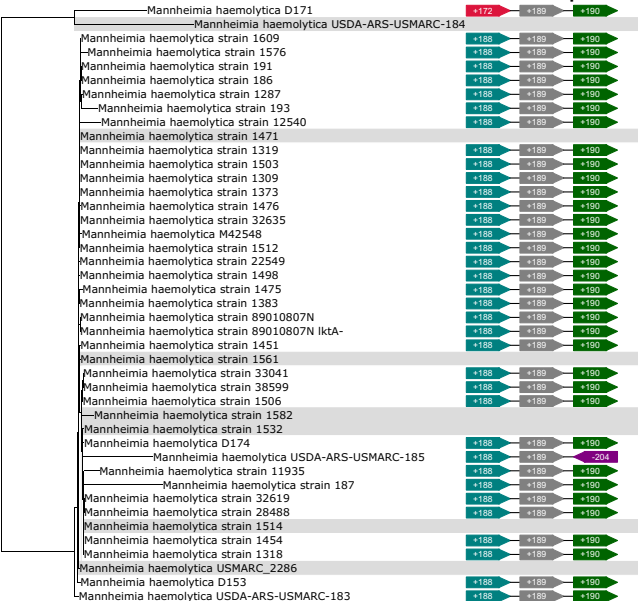 Mannheimia haemolytica D171 +172 +189 +190
Mannheimia haemolytica USDA-ARS-USMARC-184
Mannheimia haemolytica strain 1609 +188 +189 +190
Mannheimia haemolytica strain 1576 +188 +189 +190
Mannheimia haemolytica strain 191 +188 +189 +190
Mannheimia haemolytica strain 186 +188 +189 +190
Mannheimia haemolytica strain 1287 +188 +189 +190
Mannheimia haemolytica strain 193 +188 +189 +190
Mannheimia haemolytica strain 12540 +188 +189 +190
Mannheimia haemolytica strain 1471
Mannheimia haemolytica strain 1319 +188 +189 +190
Mannheimia haemolytica strain 1503 +188 +189 +190
Mannheimia haemolytica strain 1309 +188 +189 +190
Mannheimia haemolytica strain 1373 +188 +189 +190
Mannheimia haemolytica strain 1476 +188 +189 +190
Mannheimia haemolytica strain 32635 +188 +189 +190
Mannheimia haemolytica M42548 +188 +189 +190
Mannheimia haemolytica strain 1512 +188 +189 +190
Mannheimia haemolytica strain 22549 +188 +189 +190
Mannheimia haemolytica strain 1498 +188 +189 +190
Mannheimia haemolytica strain 1475 +188 +189 +190
Mannheimia haemolytica strain 1383 +188 +189 +190
Mannheimia haemolytica strain 89010807N +188 +189 +190
Mannheimia haemolytica strain 89010807N lktA- +188 +189 +190
Mannheimia haemolytica strain 1451 +188 +189 +190
Mannheimia haemolytica strain 1561
Mannheimia haemolytica strain 33041 +188 +189 +190
Mannheimia haemolytica strain 38599 +188 +189 +190
Mannheimia haemolytica strain 1506 +188 +189 +190
Mannheimia haemolytica strain 1582
Mannheimia haemolytica strain 1532
Mannheimia haemolytica D174 +188 +189 +190
Mannheimia haemolytica USDA-ARS-USMARC-185 +188 +189 -204
Mannheimia haemolytica strain 11935 +188 +189 +190
Mannheimia haemolytica strain 187 +188 +189 +190
Mannheimia haemolytica strain 32619 +188 +189 +190
Mannheimia haemolytica strain 28488 +188 +189 +190
Mannheimia haemolytica strain 1514
Mannheimia haemolytica strain 1454 +188 +189 +190
Mannheimia haemolytica strain 1318 +188 +189 +190
Mannheimia haemolytica USMARC_2286
Mannheimia haemolytica D153 +188 +189 +190
Mannheimia haemolytica USDA-ARS-USMARC-183 +188 +189 +190